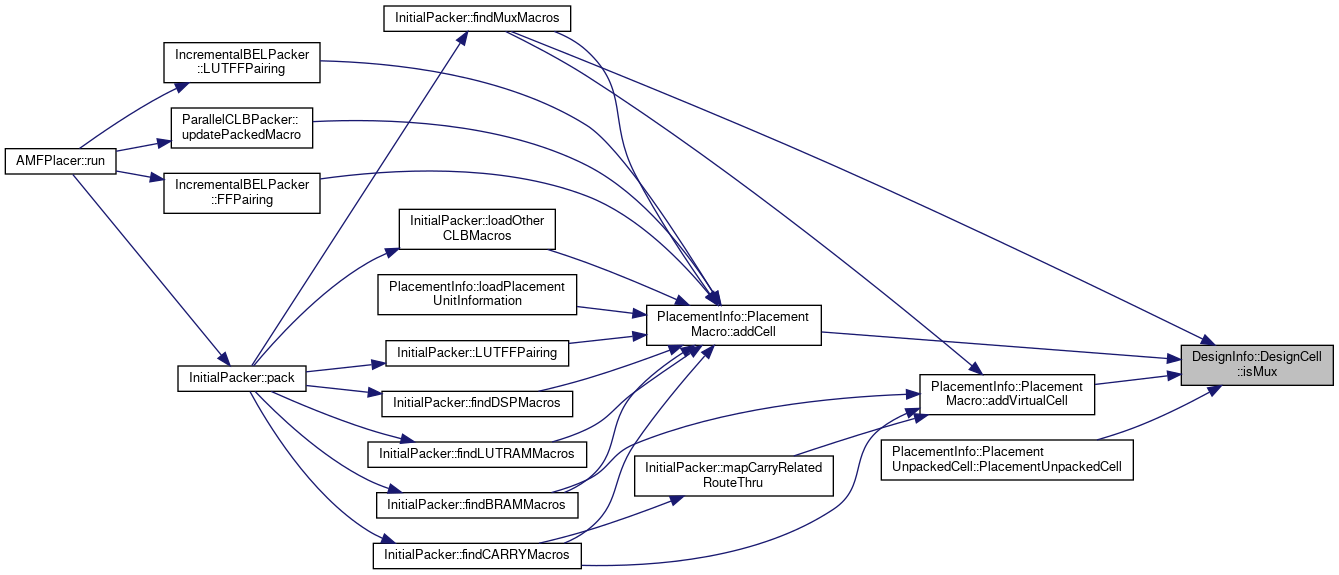 InitialPacker::findMuxMacros
IncrementalBELPacker
::LUTFFPairing
ParallelCLBPacker::
updatePackedMacro
AMFPlacer::run
IncrementalBELPacker
::FFPairing
InitialPacker::loadOther
CLBMacros
PlacementInfo::loadPlacement
UnitInformation
PlacementInfo::Placement
Macro::addCell
InitialPacker::LUTFFPairing
DesignInfo::DesignCell
::isMux
InitialPacker::pack
PlacementInfo::Placement
Macro::addVirtualCell
InitialPacker::findDSPMacros
InitialPacker::findLUTRAMMacros
PlacementInfo::Placement
UnpackedCell::PlacementUnpackedCell
InitialPacker::mapCarryRelated
RouteThru
InitialPacker::findBRAMMacros
InitialPacker::findCARRYMacros